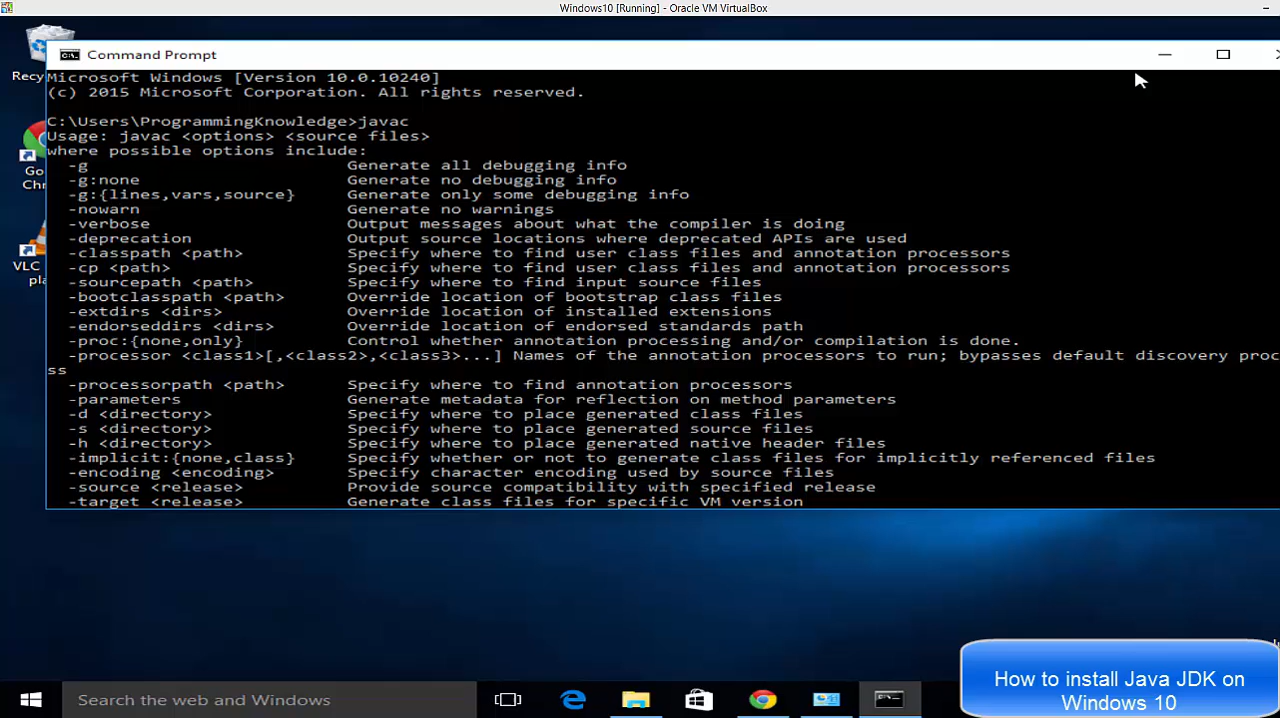 Windows10 [Running] - Oracle VM VirtualBox
Command Prompt
Microsoft Windows [Version 10.0.10240]
(c) 2015 Microsoft Corporation. All rights reserved.
C:\Users\ProgrammingKnowledge>javac
Usage: javac <options> <source files>
where possible options include:
-g Generate all debugging info
-g:none Generate no debugging info
-g:{lines,vars,source} Generate only some debugging info
-nowarn Generate no warnings
-verbose Output messages about what the compiler is doing
-deprecation Output source locations where deprecated APIs are used
-classpath <path> Specify where to find user class files and annotation processors
-cp <path> Specify where to find user class files and annotation processors
-sourcepath <path> Specify where to find input source files
-bootclasspath <path> Override location of bootstrap class files
-extdirs <dirs> Override location of installed extensions
-endorseddirs <dirs> Override location of endorsed standards path
-proc:{none,only} Control whether annotation processing and/or compilation is done.
-processor <class1>[,<class2>,<class3>...] Names of the annotation processors to run; bypasses default discovery proc
ss
-processorpath <path> Specify where to find annotation processors
-parameters Generate metadata for reflection on method parameters
-d <directory> Specify where to place generated class files
-s <directory> Specify where to place generated source files
-h <directory> Specify where to place generated native header files
-implicit:{none,class} Specify whether or not to generate class files for implicitly referenced files
-encoding <encoding> Specify character encoding used by source files
-source <release> Provide source compatibility with specified release
-target <release> Generate class files for specific VM version
Recy
Go
Chr
VLC
pla
Search the web and Windows
How to install Java JDK on
Windows 10